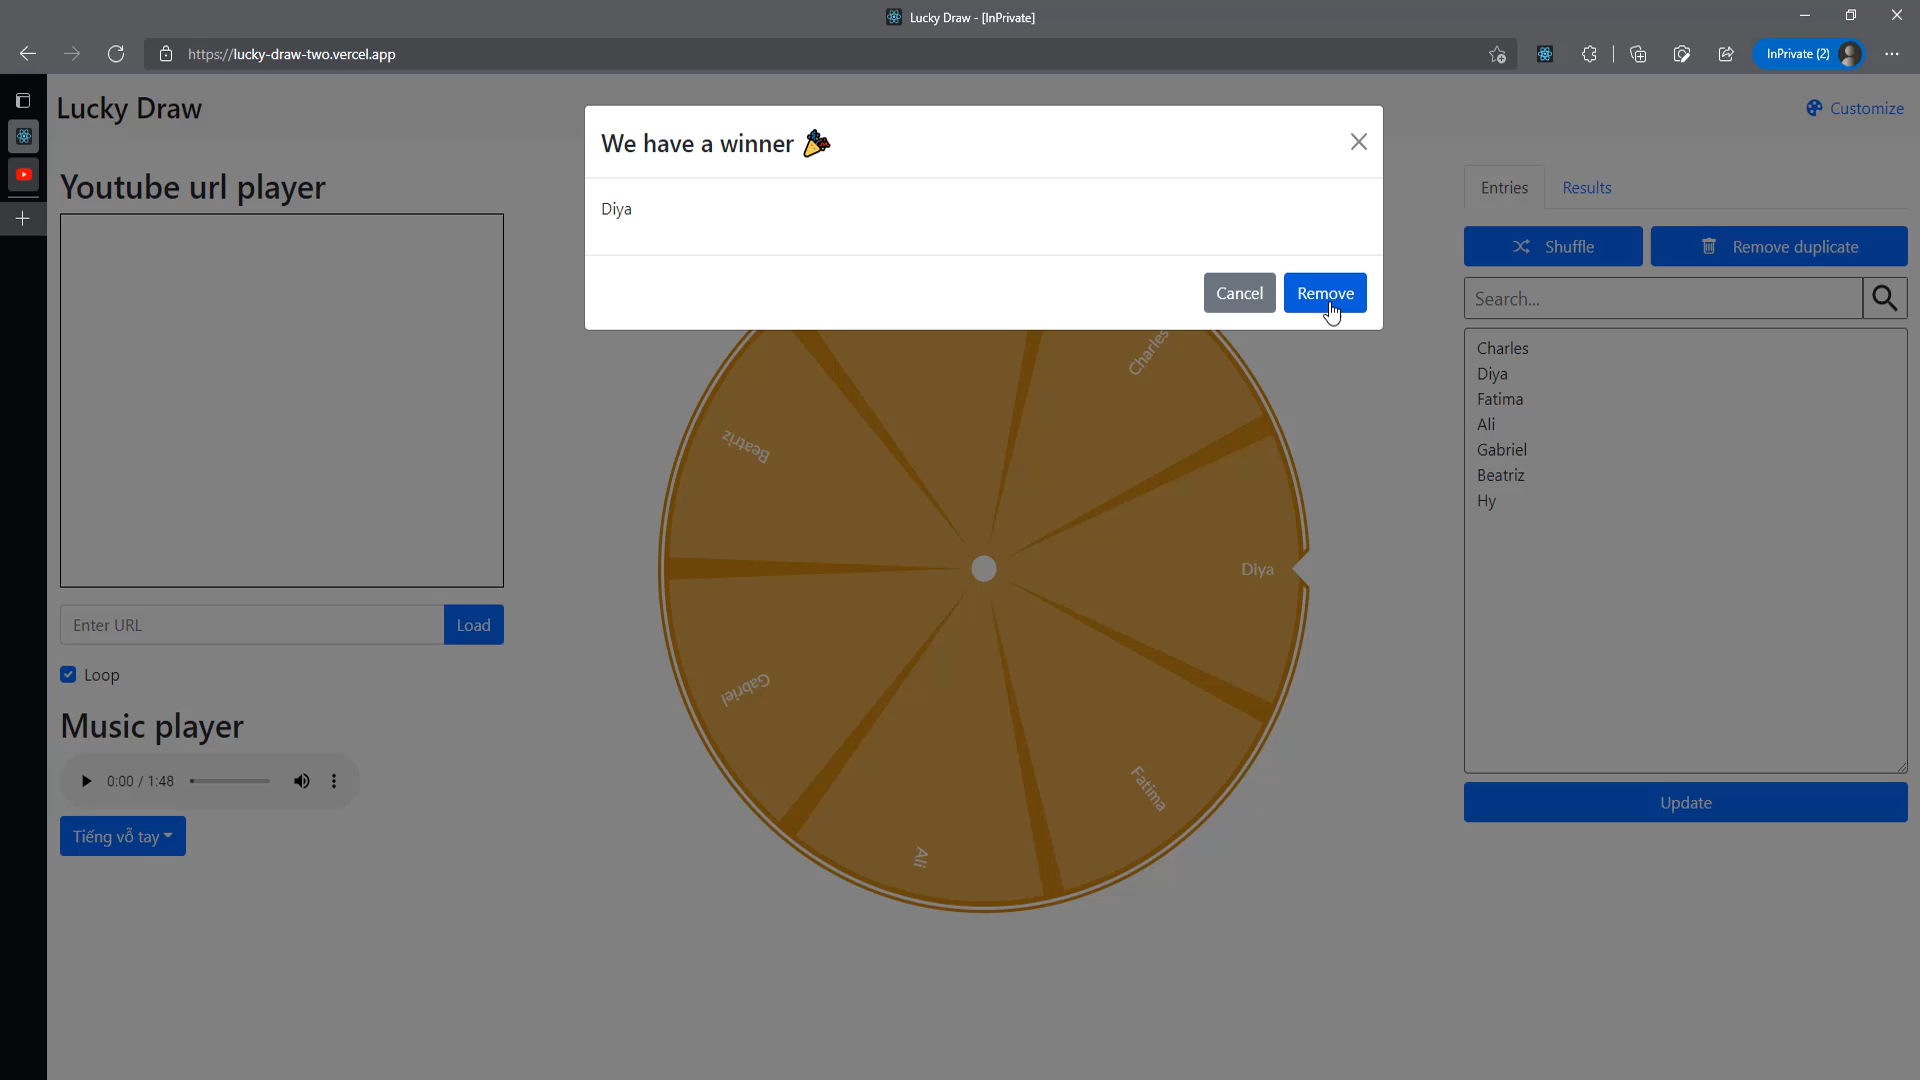 Lucky Draw - [InPrivate]
https://lucky-draw-two.vercel.app
InPrivate (2)
Lucky Draw
Customize
We have a winner 🎉
Diya
Cancel
Remove
Youtube url player
Enter URL
Load
Loop
Music player
0:00 / 1:48
Tiếng vỗ tay
Charles
Beatriz
Diya
Gabriel
Fatima
Ali
Entries
Results
Shuffle
Remove duplicate
Search...
Charles
Diya
Fatima
Ali
Gabriel
Beatriz
Hy
Update